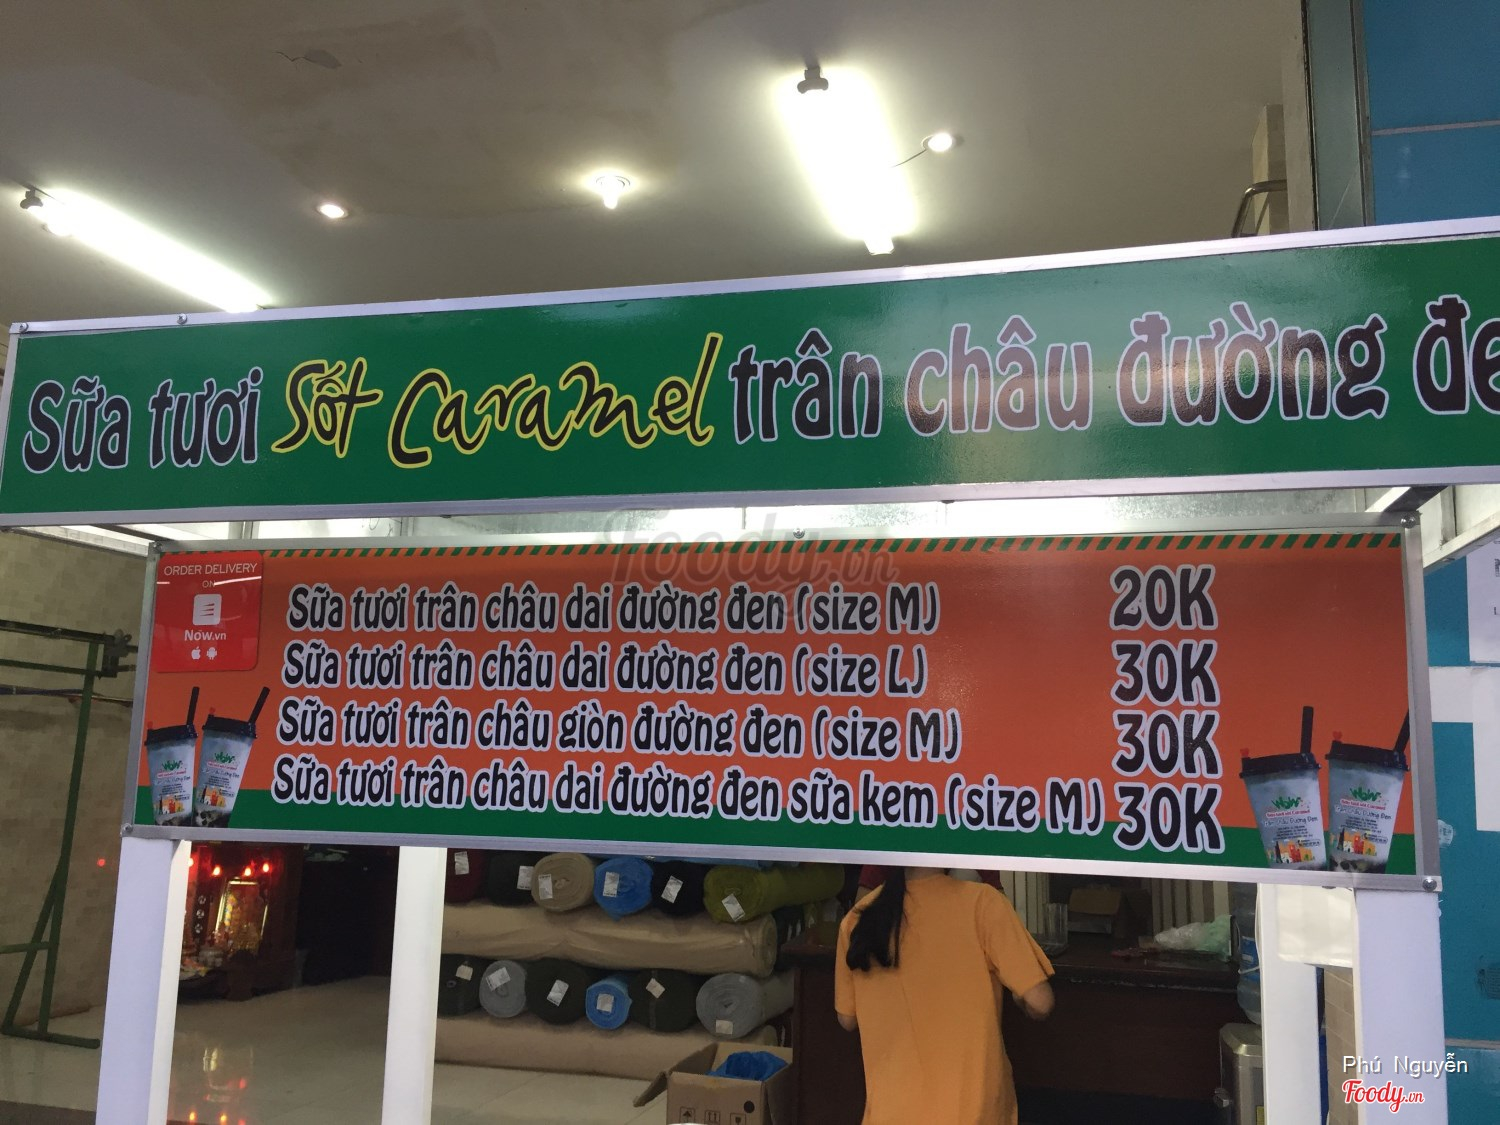 Sữa tươi Sốt Caramel trân châu đường đe
ORDER DELIVERY
ON
Now.vn
Sữa tươi trân châu dai đường đen (size M) 20K
Sữa tươi trân châu dai đường đen (size L) 30K
Sữa tươi trân châu giòn đường đen (size M) 30K
Sữa tươi trân châu dai đường đen sữa kem (size M) 30K
Foody.vn
Phú Nguyễn
Foody.vn